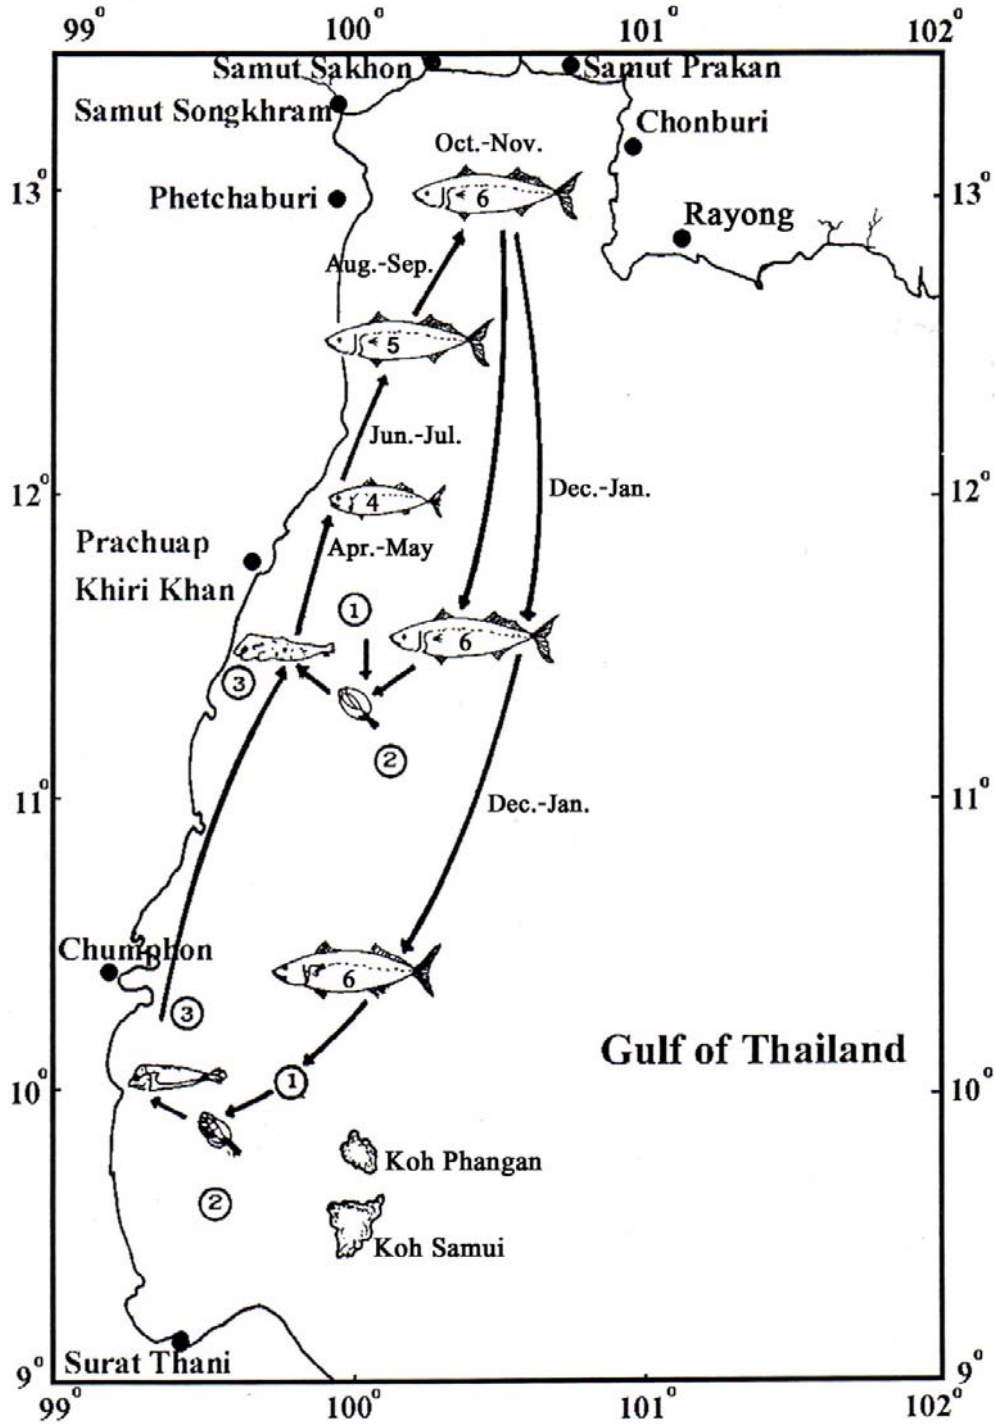 99° 100° 101° 102°
Samut Sakhon
Samut Prakan
Samut Songkhram
Chonburi
Oct.-Nov.
13° 13°
Phetchaburi
6
Rayong
Aug.-Sep.
5
Jun.-Jul.
12° 12°
4
Dec.-Jan.
Prachuap
Khiri Khan
Apr.-May
1
6
3
2
11° 11°
Dec.-Jan.
Chumphon
6
3
Gulf of Thailand
10° 10°
1
Koh Phangan
2
Koh Samui
Surat Thani
9° 9°
99° 100° 101° 102°